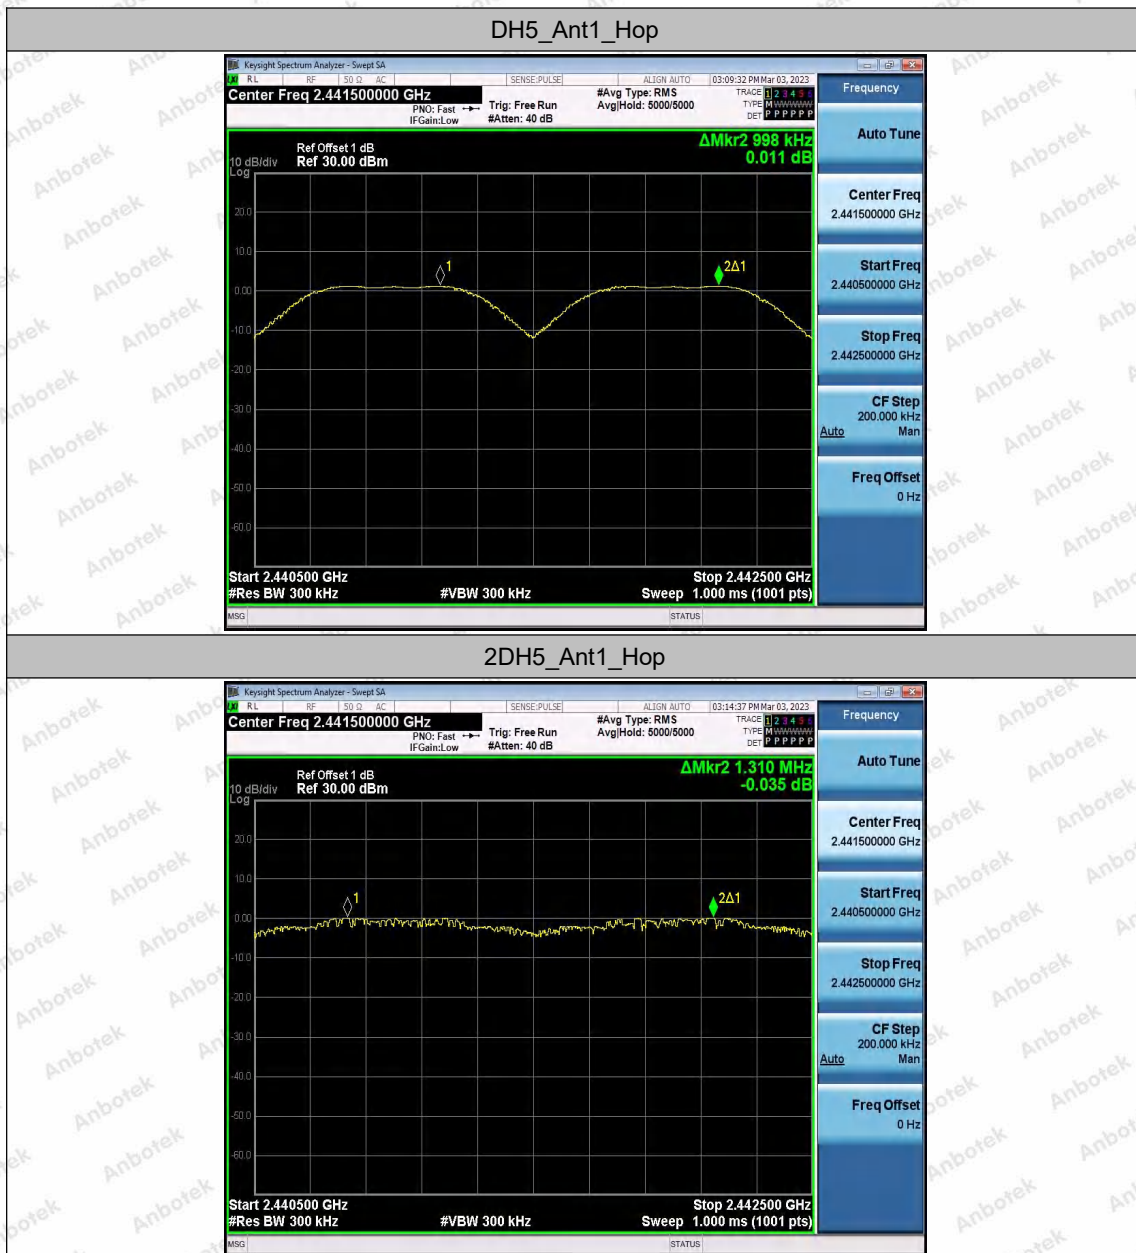 DH5_Ant1_Hop
Keysight Spectrum Analyzer - Swept SA
RL RF 50 Ω AC SENSE:PULSE ALIGN AUTO 03:09:32 PM Mar 03, 2023
Center Freq 2.441500000 GHz
PNO: Fast
IFGain:Low
Trig: Free Run
#Atten: 40 dB
#Avg Type: RMS
Avg|Hold: 5000/5000
TRACE 1 2 3 4 5 6
TYPE M WWWWW
DET P P P P P P
ΔMkr2 998 kHz
0.011 dB
Ref Offset 1 dB
10 dB/div Ref 30.00 dBm
Log
20.0
10.0
0.00
-10.0
-20.0
-30.0
-40.0
-50.0
-60.0
1
2Δ1
Start 2.440500 GHz Stop 2.442500 GHz
#Res BW 300 kHz #VBW 300 kHz Sweep 1.000 ms (1001 pts)
MSG STATUS
Frequency
Auto Tune
Center Freq
2.441500000 GHz
Start Freq
2.440500000 GHz
Stop Freq
2.442500000 GHz
CF Step
200.000 kHz
Auto Man
Freq Offset
0 Hz
2DH5_Ant1_Hop
Keysight Spectrum Analyzer - Swept SA
RL RF 50 Ω AC SENSE:PULSE ALIGN AUTO 03:14:37 PM Mar 03, 2023
Center Freq 2.441500000 GHz
PNO: Fast
IFGain:Low
Trig: Free Run
#Atten: 40 dB
#Avg Type: RMS
Avg|Hold: 5000/5000
TRACE 1 2 3 4 5 6
TYPE M WWWWW
DET P P P P P P
ΔMkr2 1.310 MHz
-0.035 dB
Ref Offset 1 dB
10 dB/div Ref 30.00 dBm
Log
20.0
10.0
0.00
-10.0
-20.0
-30.0
-40.0
-50.0
-60.0
1
2Δ1
Start 2.440500 GHz Stop 2.442500 GHz
#Res BW 300 kHz #VBW 300 kHz Sweep 1.000 ms (1001 pts)
MSG STATUS
Frequency
Auto Tune
Center Freq
2.441500000 GHz
Start Freq
2.440500000 GHz
Stop Freq
2.442500000 GHz
CF Step
200.000 kHz
Auto Man
Freq Offset
0 Hz
Anbotek